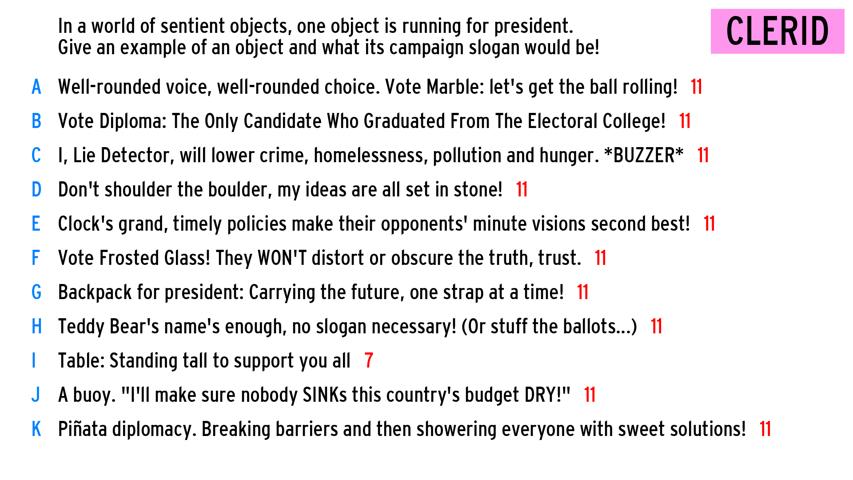 In a world of sentient objects, one object is running for president.
Give an example of an object and what its campaign slogan would be!
CLERID
A Well-rounded voice, well-rounded choice. Vote Marble: let's get the ball rolling! 11
B Vote Diploma: The Only Candidate Who Graduated From The Electoral College! 11
C I, Lie Detector, will lower crime, homelessness, pollution and hunger. *BUZZER* 11
D Don't shoulder the boulder, my ideas are all set in stone! 11
E Clock's grand, timely policies make their opponents' minute visions second best! 11
F Vote Frosted Glass! They WON'T distort or obscure the truth, trust. 11
G Backpack for president: Carrying the future, one strap at a time! 11
H Teddy Bear's name's enough, no slogan necessary! (Or stuff the ballots...) 11
I Table: Standing tall to support you all 7
J A buoy. "I'll make sure nobody SINKs this country's budget DRY!" 11
K Piñata diplomacy. Breaking barriers and then showering everyone with sweet solutions! 11